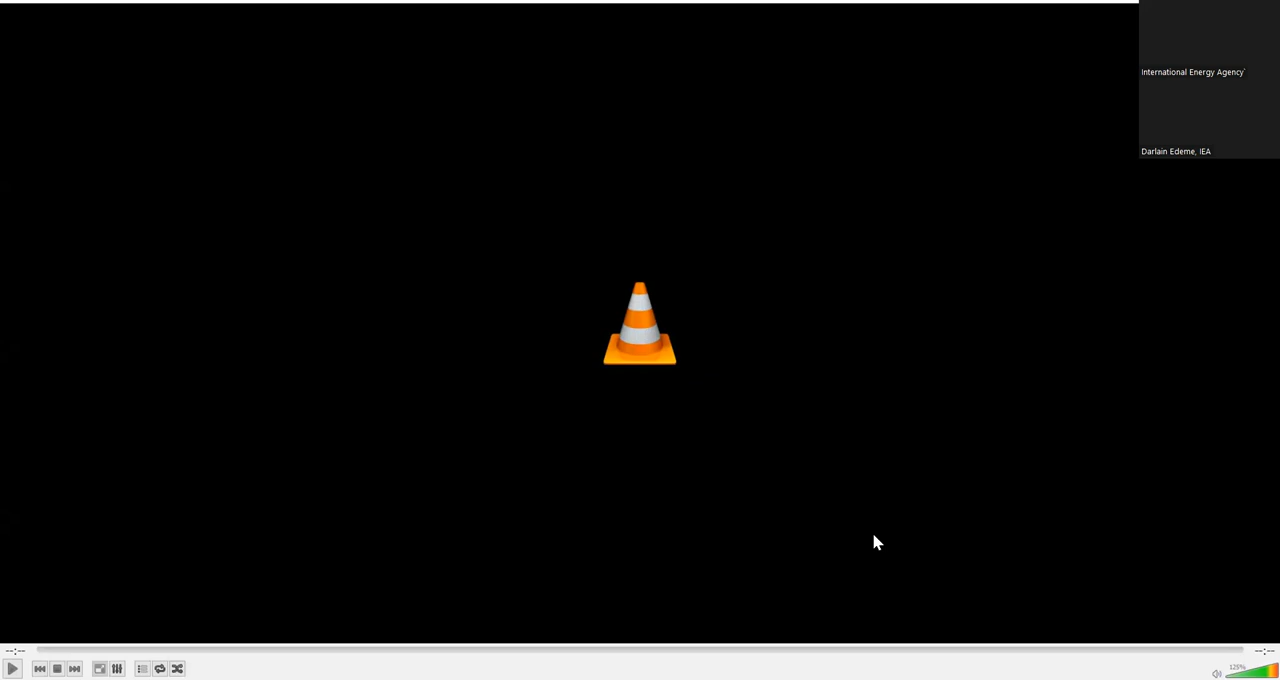 International Energy Agency'
Darlain Edeme, IEA
--:--
--:--
125%